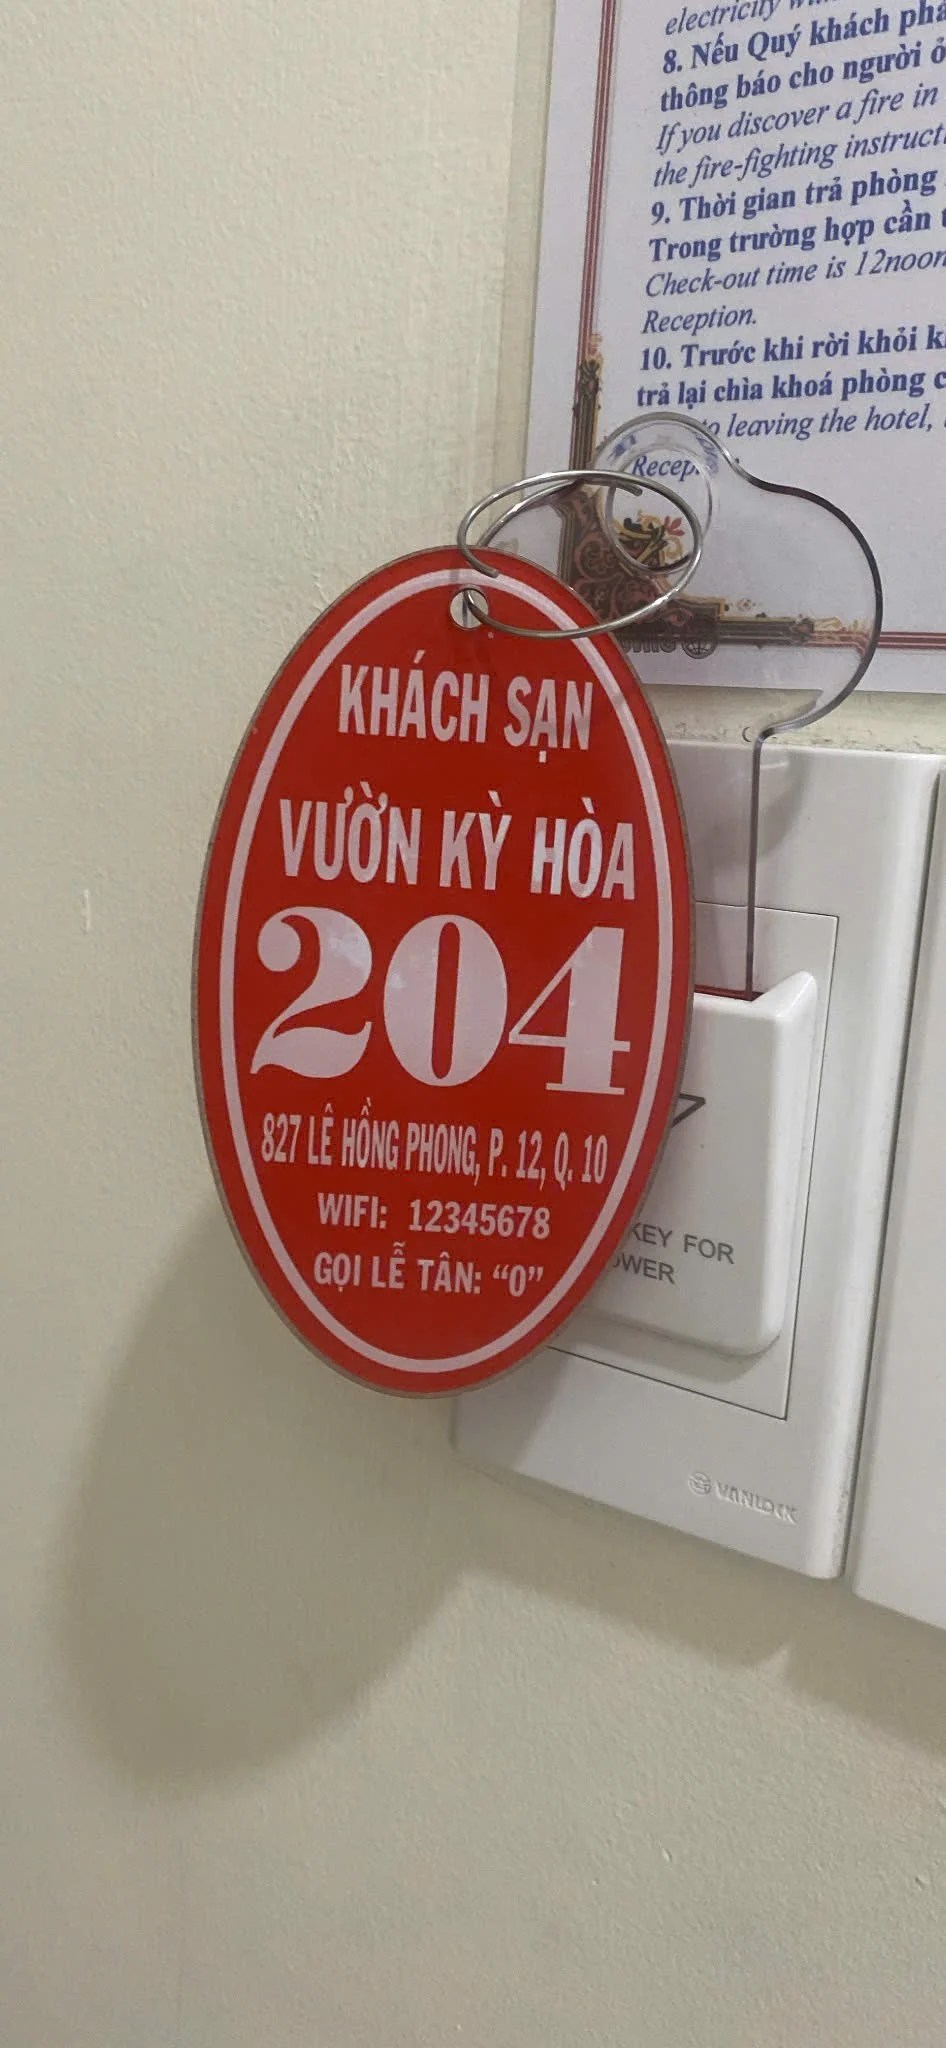 electricity
8. Nếu Quý khách phá
thông báo cho người ở
If you discover a fire in
the fire-fighting instruct
9. Thời gian trả phòng
Trong trường hợp cần
Check-out time is 12noon
Reception.
10. Trước khi rời khỏi
trả lại chìa khoá phòng
to leaving the hotel,
Recep
KHÁCH SẠN
VƯỜN KỲ HÒA
204
827 LÊ HỒNG PHONG, P. 12, Q. 10
WIFI: 12345678
GỌI LỄ TÂN: “0”
KEY FOR
OWER
VANLOCK